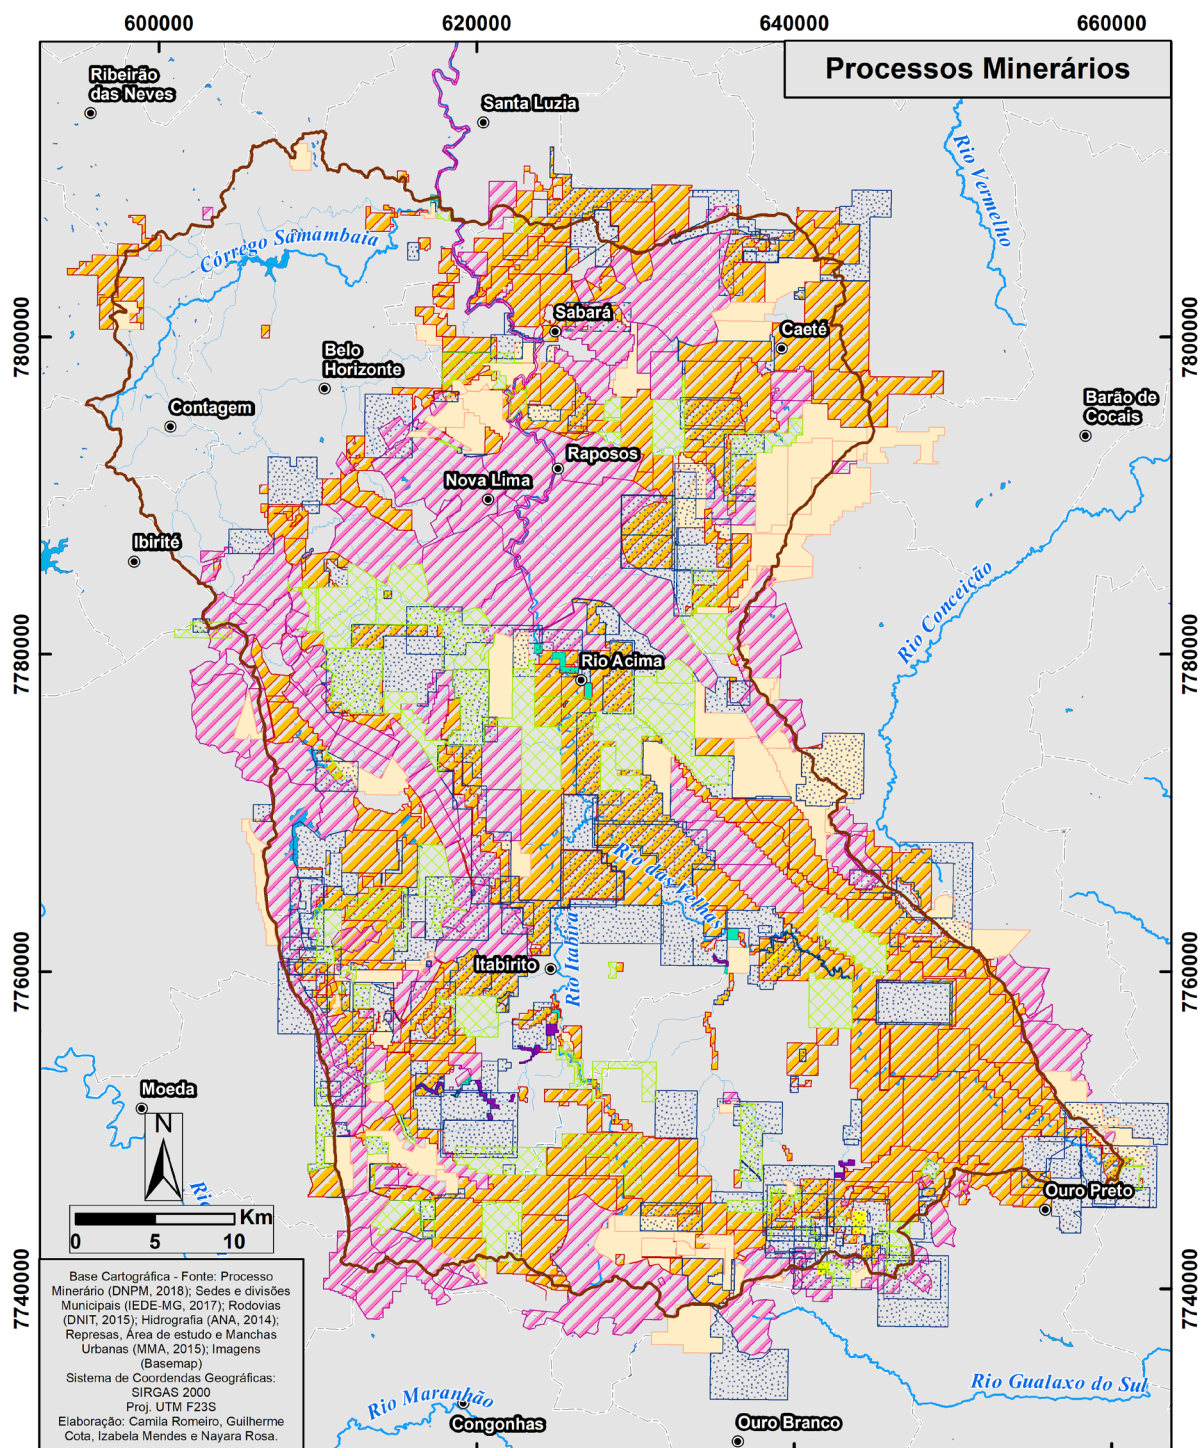 600000
620000
640000
660000
Processos Minerários
Ribeirão
das Neves
Santa Luzia
Rio Vermelho
Córrego Samambaia
7800000
7800000
Sabará
Caeté
Belo
Horizonte
Contagem
Barão de
Cocais
Raposos
Nova Lima
Ibirité
Rio Conceição
7780000
7780000
Rio Acima
Rio das Velhas
Itabirito
Rio Itabira
7760000
7760000
Moeda
N
Rio
Km
0
5
10
Ouro Preto
7740000
7740000
Base Cartográfica - Fonte: Processo
Minerário (DNPM, 2018); Sedes e divisões
Municipais (IEDE-MG, 2017); Rodovias
(DNIT, 2015); Hidrografia (ANA, 2014);
Represas, Área de estudo e Manchas
Urbanas (MMA, 2015); Imagens
(Basemap)
Sistema de Coordendas Geográficas:
SIRGAS 2000
Proj. UTM F23S
Elaboração: Camila Romeiro, Guilherme
Cota, Izabela Mendes e Nayara Rosa.
Rio Maranhão
Congonhas
Ouro Branco
Rio Gualaxo do Sul